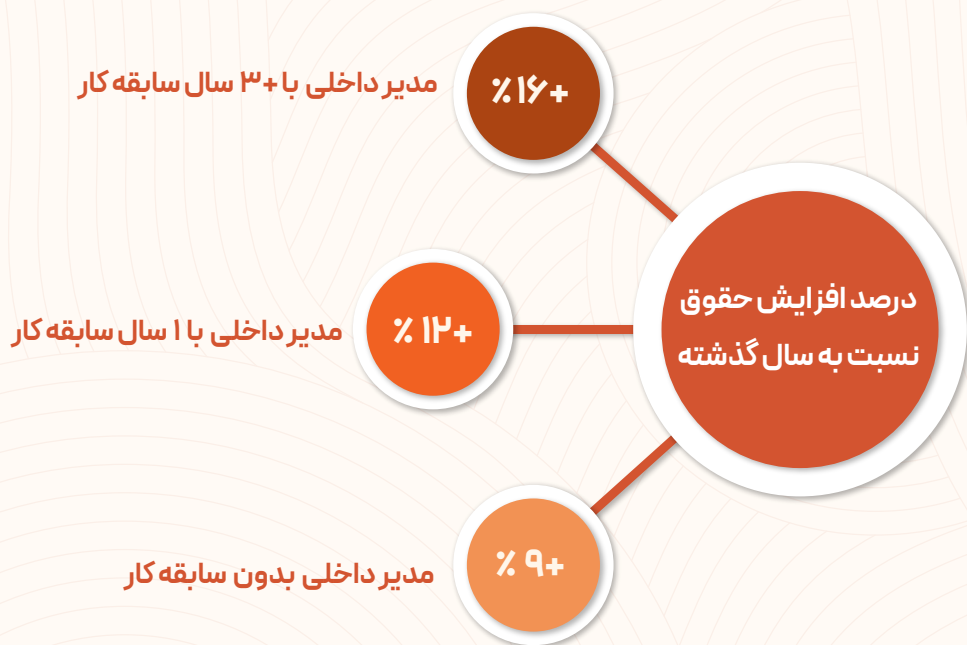 درصد افزایش حقوق
نسبت به سال گذشته
+۱۶٪
مدیر داخلی با +۳ سال سابقه کار
+۱۲ ٪
مدیر داخلی با ۱ سال سابقه کار
+۹ ٪
مدیر داخلی بدون سابقه کار